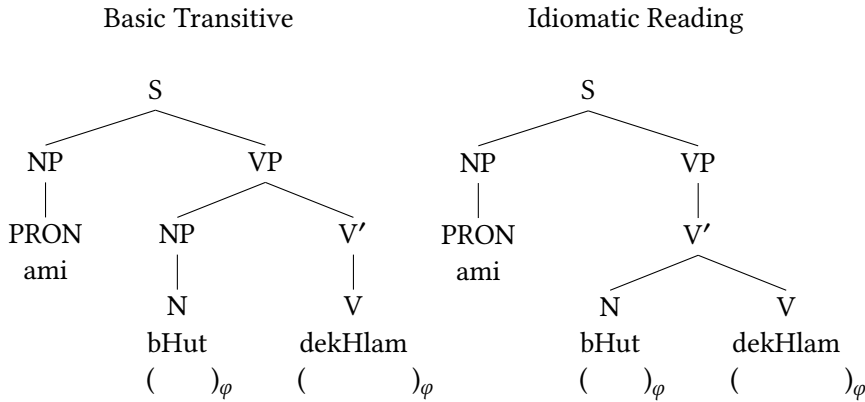 Basic Transitive Idiomatic Reading
S S
NP VP NP VP
PRON NP V′ PRON V′
ami ami
N V N V
bHut dekHlam bHut dekHlam
( )φ ( )φ ( )φ ( )φ